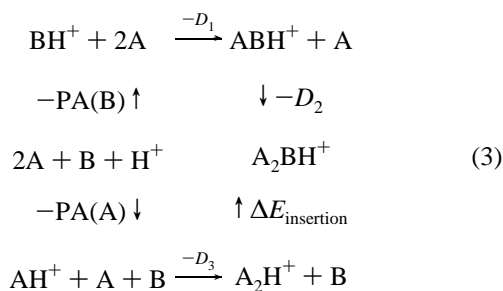 BH⁺ + 2A —−D₁→ ABH⁺ + A
−PA(B) ↑ ↓ −D₂
2A + B + H⁺ A₂BH⁺ (3)
−PA(A) ↓ ↑ ΔE_insertion
AH⁺ + A + B —−D₃→ A₂H⁺ + B